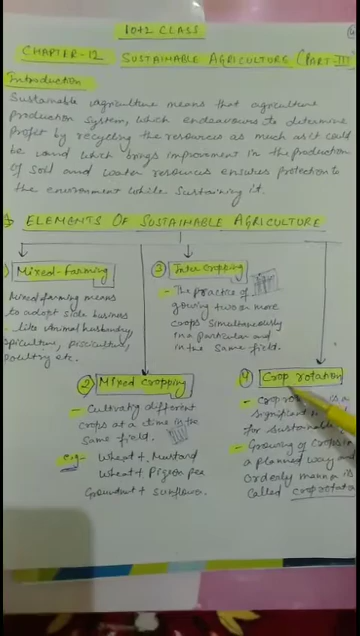 10+2 CLASS
CHAPTER-12 SUSTAINABLE AGRICULTURE (PART-II)
Introduction
Sustainable agriculture means that agriculture
production system, which endeavours to determine
profit by recycling the resources as much as it could
be used which brings improvement in the production
of soil and water resources ensures protection to
the environment while sustaining it.
ELEMENTS OF SUSTAINABLE AGRICULTURE
Mixed-farming
Mixed farming means
to adopt side business
like Animal husbandry,
apiculture, pisciculture,
poultry etc.
③ Inter cropping
- The practice of
growing two or more
crops simultaneously
in a particular and
in the same field.
② Mixed cropping
- Cultivating different
crops at a time in the
same field.
e.g- Wheat + Mustard
Wheat + Pigeon pea
Groundnut + sunflower.
④ Crop rotation
- Crop ro is a
significant
for sustainab
- Growing of crops in
a planned way an
orderly manner is
called crop rotat